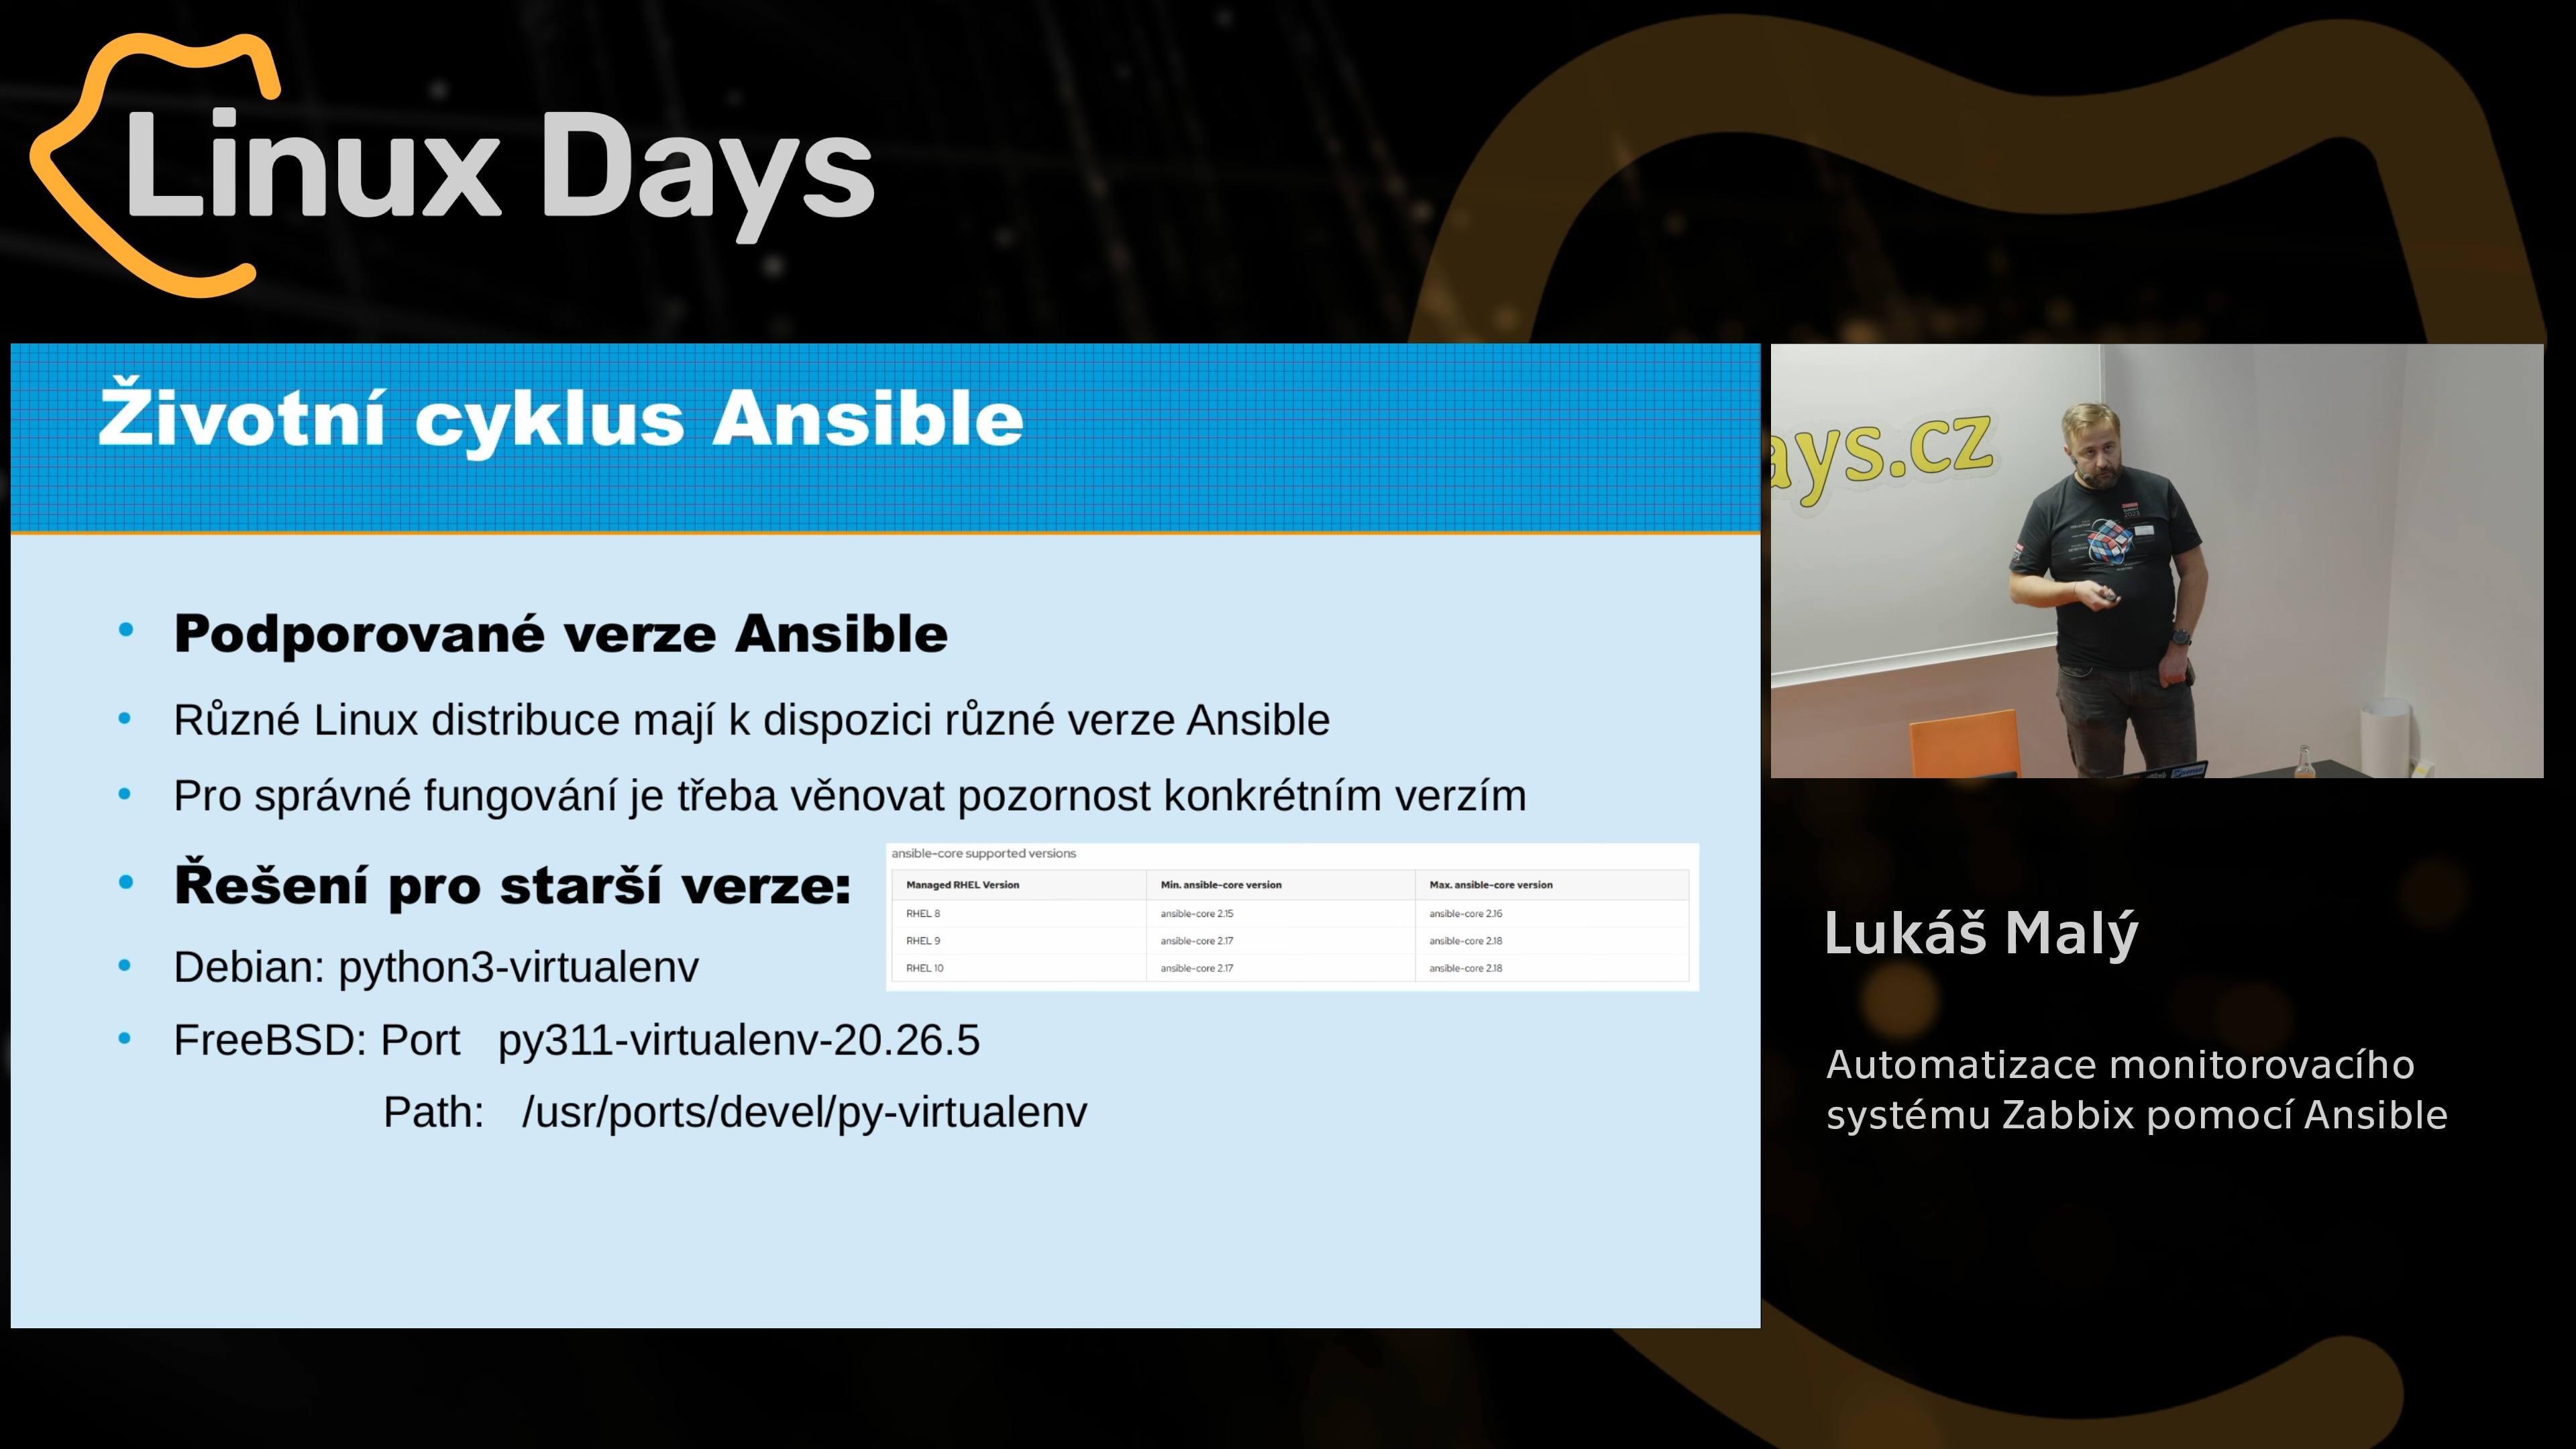 Linux Days
Životní cyklus Ansible
Podporované verze Ansible
Různé Linux distribuce mají k dispozici různé verze Ansible
Pro správné fungování je třeba věnovat pozornost konkrétním verzím
Řešení pro starší verze:
Debian: python3-virtualenv
FreeBSD: Port py311-virtualenv-20.26.5
Path: /usr/ports/devel/py-virtualenv
ansible-core supported versions
Managed RHEL Version Min. ansible-core version Max. ansible-core version
RHEL 8 ansible-core 2.15 ansible-core 2.16
RHEL 9 ansible-core 2.17 ansible-core 2.18
RHEL 10 ansible-core 2.17 ansible-core 2.18
ays.cz
Lukáš Malý
Automatizace monitorovacího
systému Zabbix pomocí Ansible